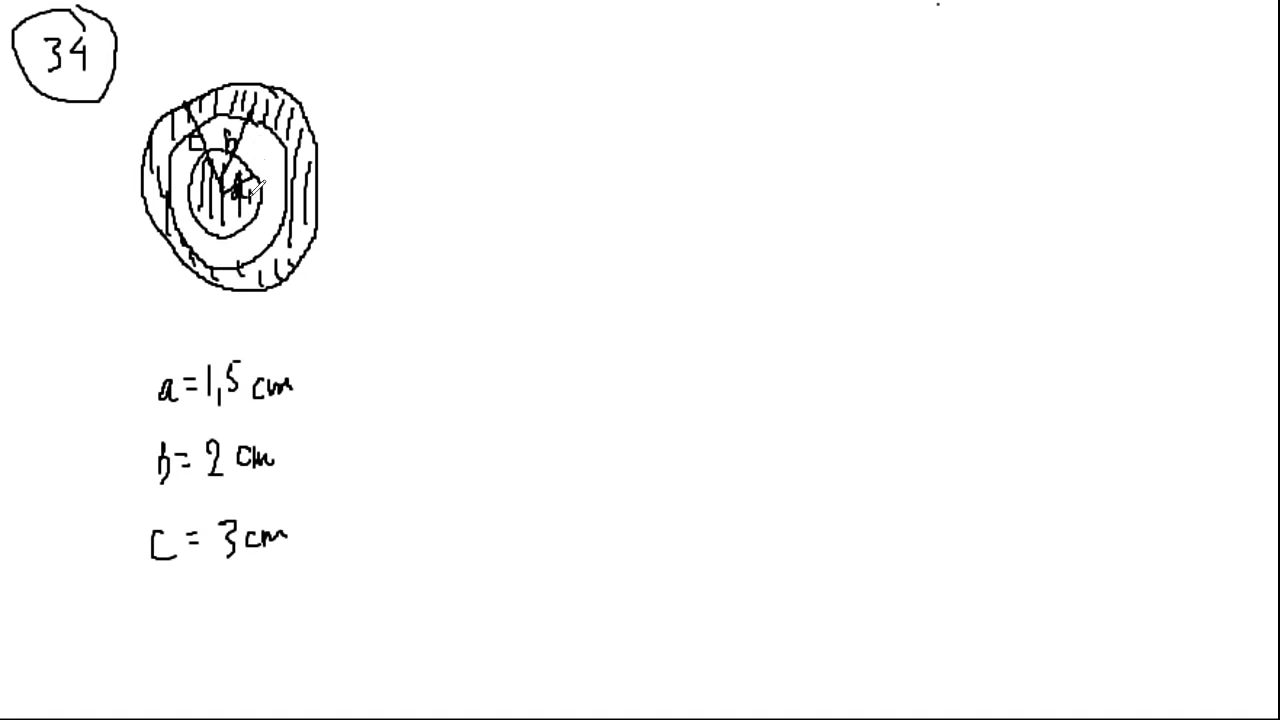 34
b
a
a = 1,5 cm
b = 2 cm
c = 3 cm